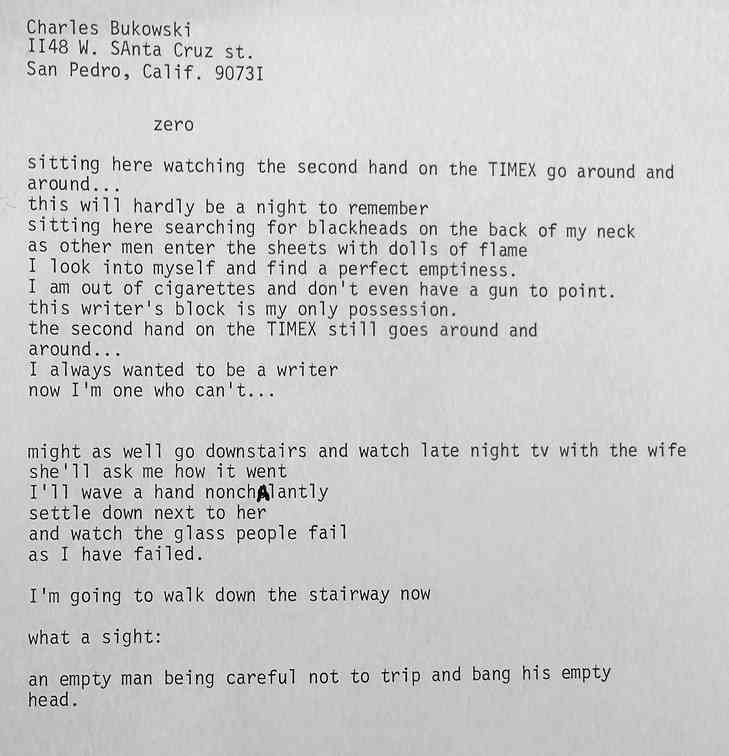 Charles Bukowski
II48 W. SAnta Cruz st.
San Pedro, Calif. 9073I
zero
sitting here watching the second hand on the TIMEX go around and
around...
this will hardly be a night to remember
sitting here searching for blackheads on the back of my neck
as other men enter the sheets with dolls of flame
I look into myself and find a perfect emptiness.
I am out of cigarettes and don't even have a gun to point.
this writer's block is my only possession.
the second hand on the TIMEX still goes around and
around...
I always wanted to be a writer
now I'm one who can't...
might as well go downstairs and watch late night tv with the wife
she'll ask me how it went
I'll wave a hand nonchAlantly
settle down next to her
and watch the glass people fail
as I have failed.
I'm going to walk down the stairway now
what a sight:
an empty man being careful not to trip and bang his empty
head.